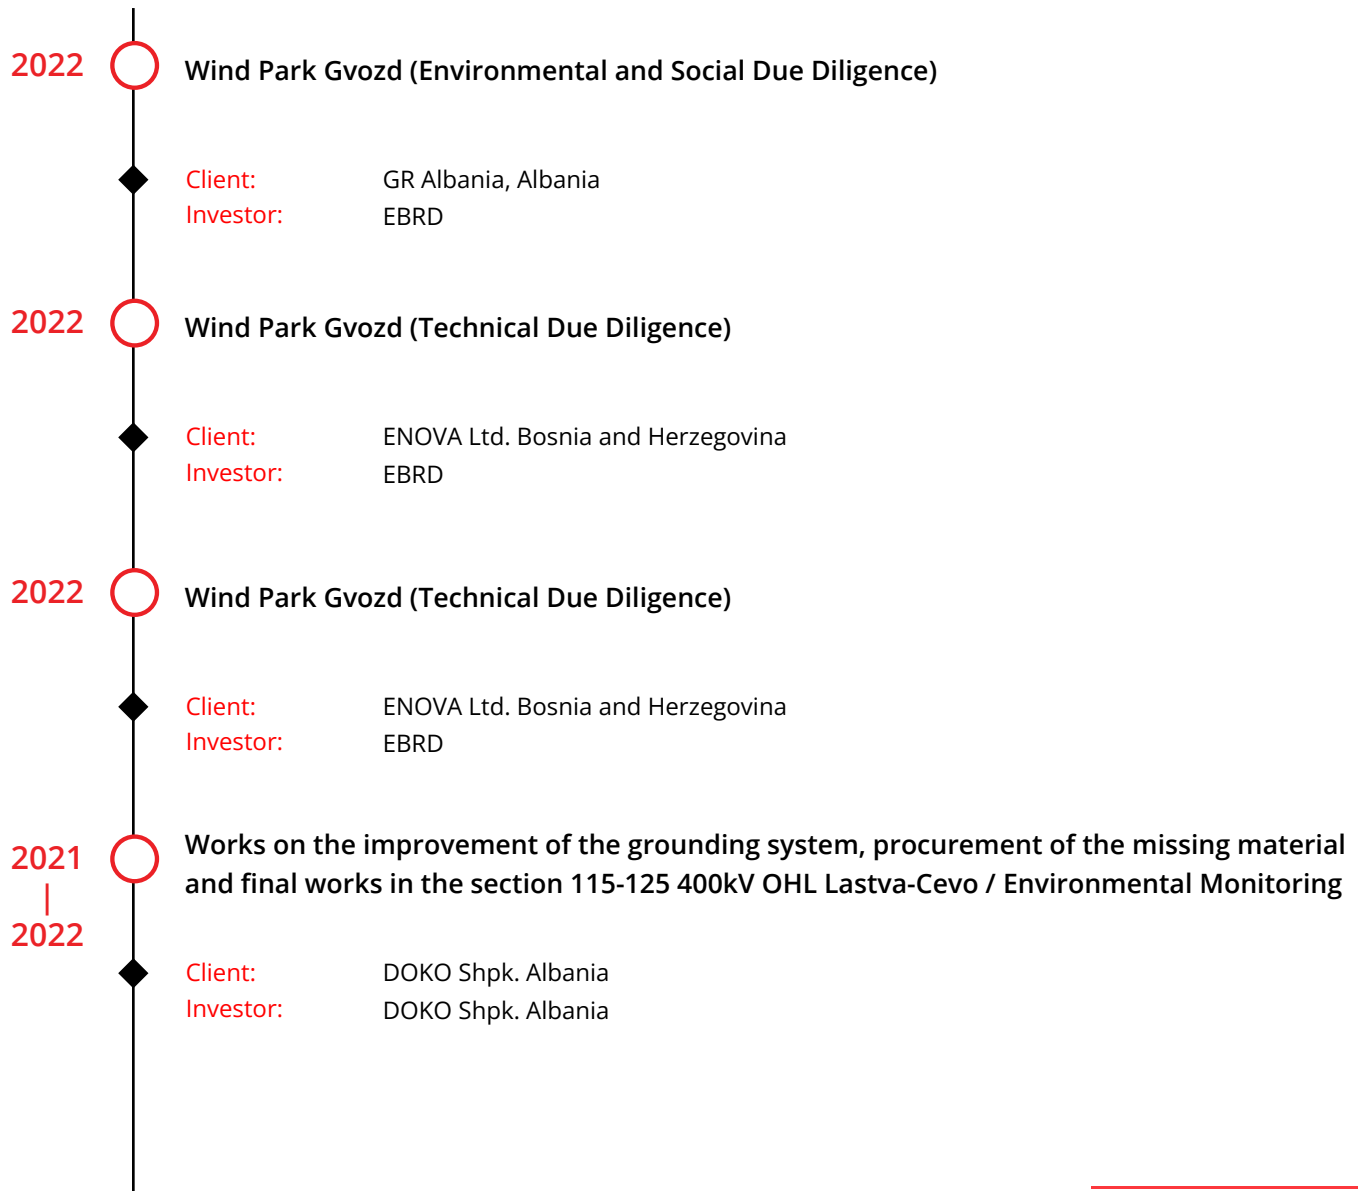 2022
Wind Park Gvozd (Environmental and Social Due Diligence)
Client: GR Albania, Albania
Investor: EBRD
2022
Wind Park Gvozd (Technical Due Diligence)
Client: ENOVA Ltd. Bosnia and Herzegovina
Investor: EBRD
2022
Wind Park Gvozd (Technical Due Diligence)
Client: ENOVA Ltd. Bosnia and Herzegovina
Investor: EBRD
2021
2022
Works on the improvement of the grounding system, procurement of the missing material
and final works in the section 115-125 400kV OHL Lastva-Cevo / Environmental Monitoring
Client: DOKO Shpk. Albania
Investor: DOKO Shpk. Albania